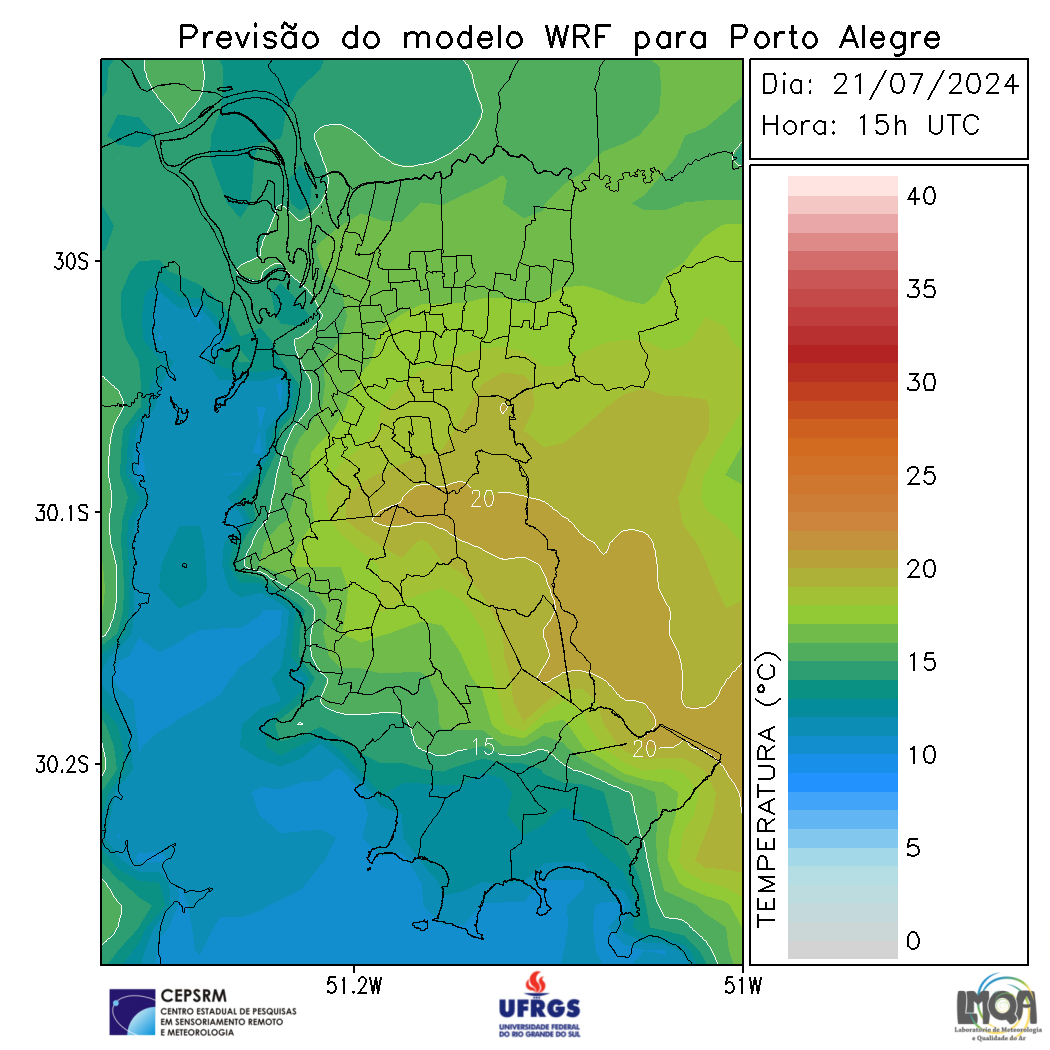 Previsão do modelo WRF para Porto Alegre
Dia: 21/07/2024
Hora: 15h UTC
30S
30.1S
30.2S
51.2W
51W
20
15
20
40
35
30
25
20
15
10
5
0
TEMPERATURA (°C)
CEPSRM
CENTRO ESTADUAL DE PESQUISAS
EM SENSORIAMENTO REMOTO
E METEOROLOGIA
UFRGS
UNIVERSIDADE FEDERAL
DO RIO GRANDE DO SUL
LMQA
Laboratório de Meteorologia
e Qualidade do Ar